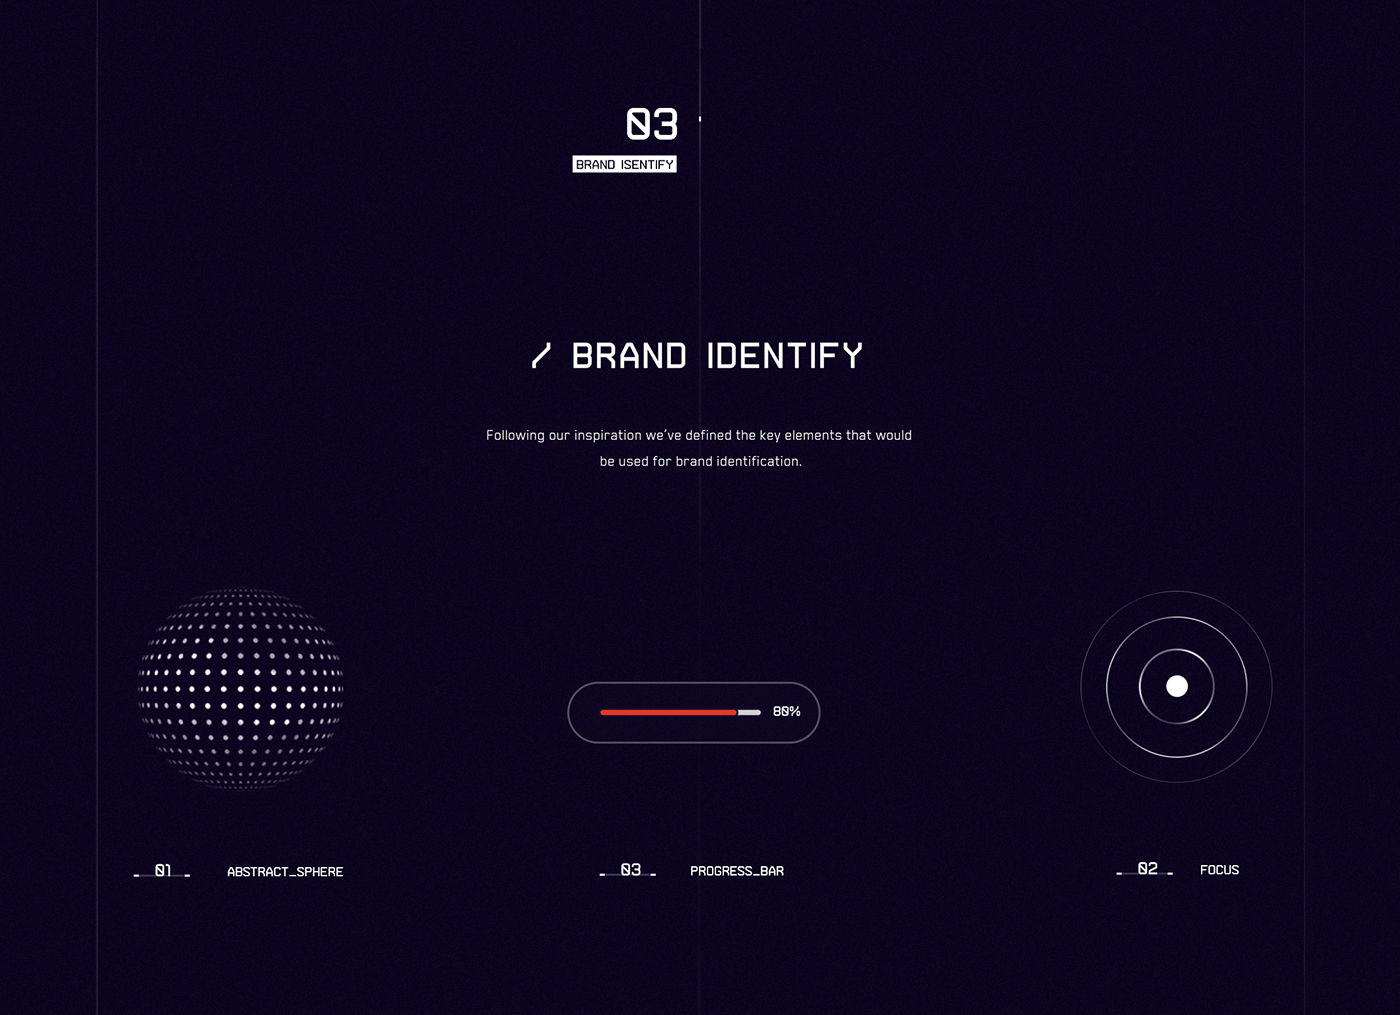 03
BRAND ISENTIFY
/ BRAND IDENTIFY
Following our inspiration we've defined the key elements that would
be used for brand identification.
80%
01 ABSTRACT_SPHERE
03 PROGRESS_BAR
02 FOCUS